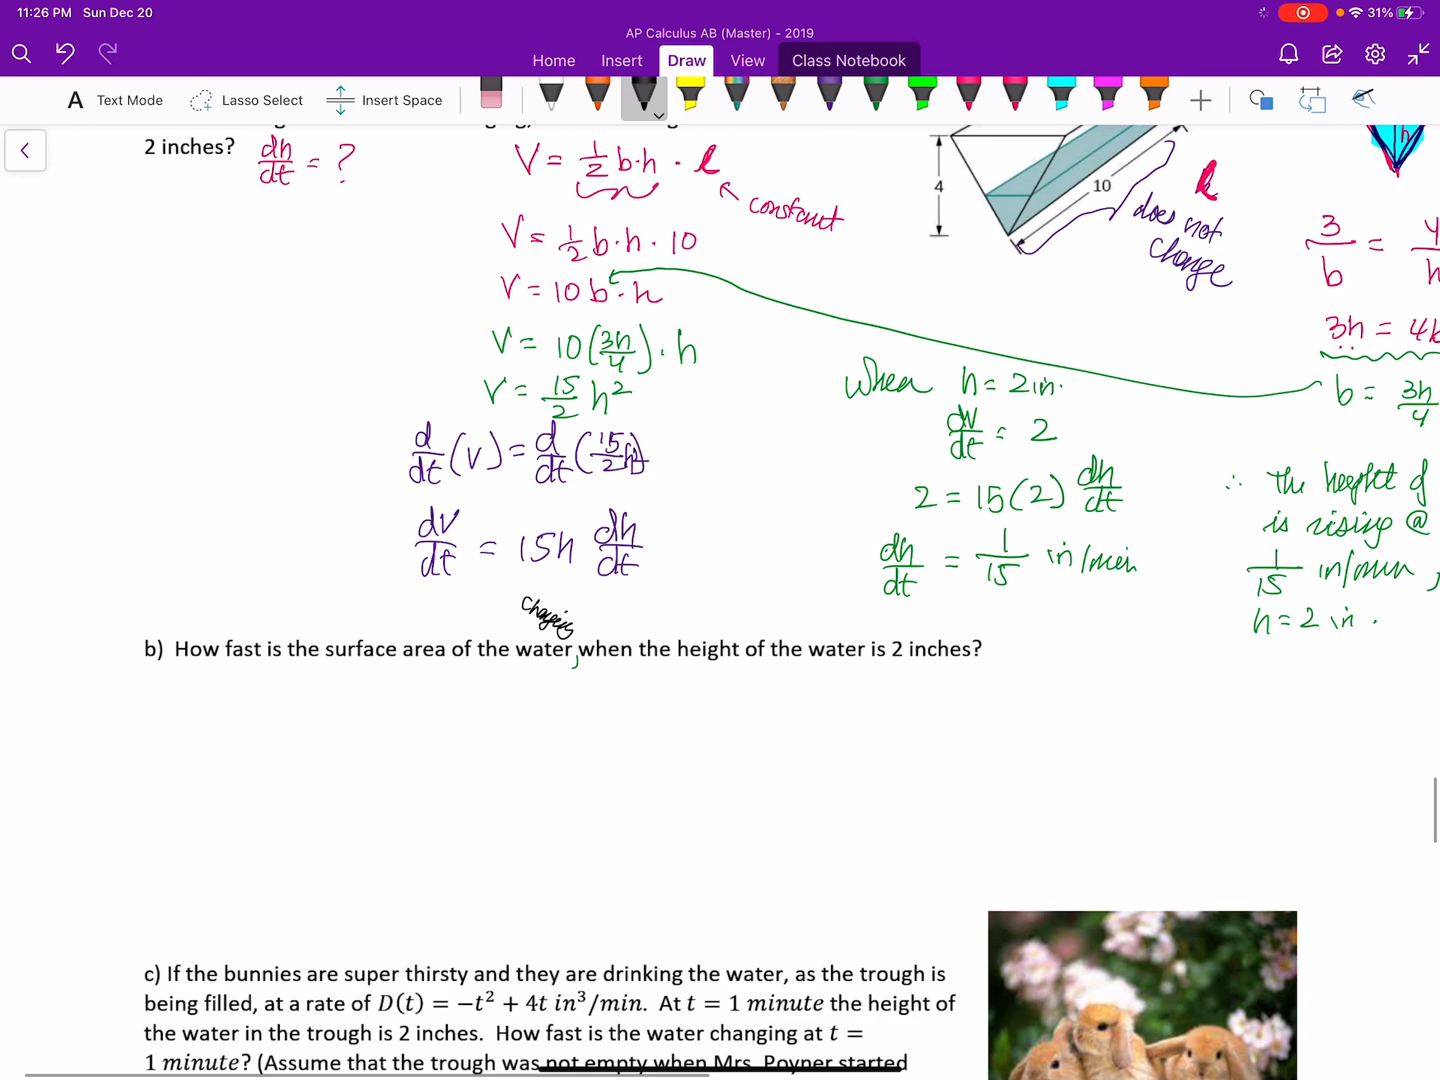 11:26 PM Sun Dec 20
31%
AP Calculus AB (Master) - 2019
Home Insert Draw View Class Notebook
A Text Mode Lasso Select Insert Space
2 inches? dh/dt = ?
V = 1/2 b·h · l
constant
V = 1/2 b·h · 10
V = 10 b·h
V = 10(3h/4)·h
V = 15/2 h²
d/dt (V) = d/dt (15/2 h²)
dV/dt = 15h dh/dt
4
10
l
does not
change
h
3/b = 4/h
3h = 4b
b = 3h/4
When h = 2in.
dV/dt = 2
2 = 15(2) dh/dt
dh/dt = 1/15 in/min
∴ the height of
is rising @
1/15 in/min,
h = 2 in.
changing
b) How fast is the surface area of the water, when the height of the water is 2 inches?
c) If the bunnies are super thirsty and they are drinking the water, as the trough is
being filled, at a rate of D(t) = −t² + 4t in³/min. At t = 1 minute the height of
the water in the trough is 2 inches. How fast is the water changing at t =
1 minute? (Assume that the trough was not empty when Mrs. Poyner started